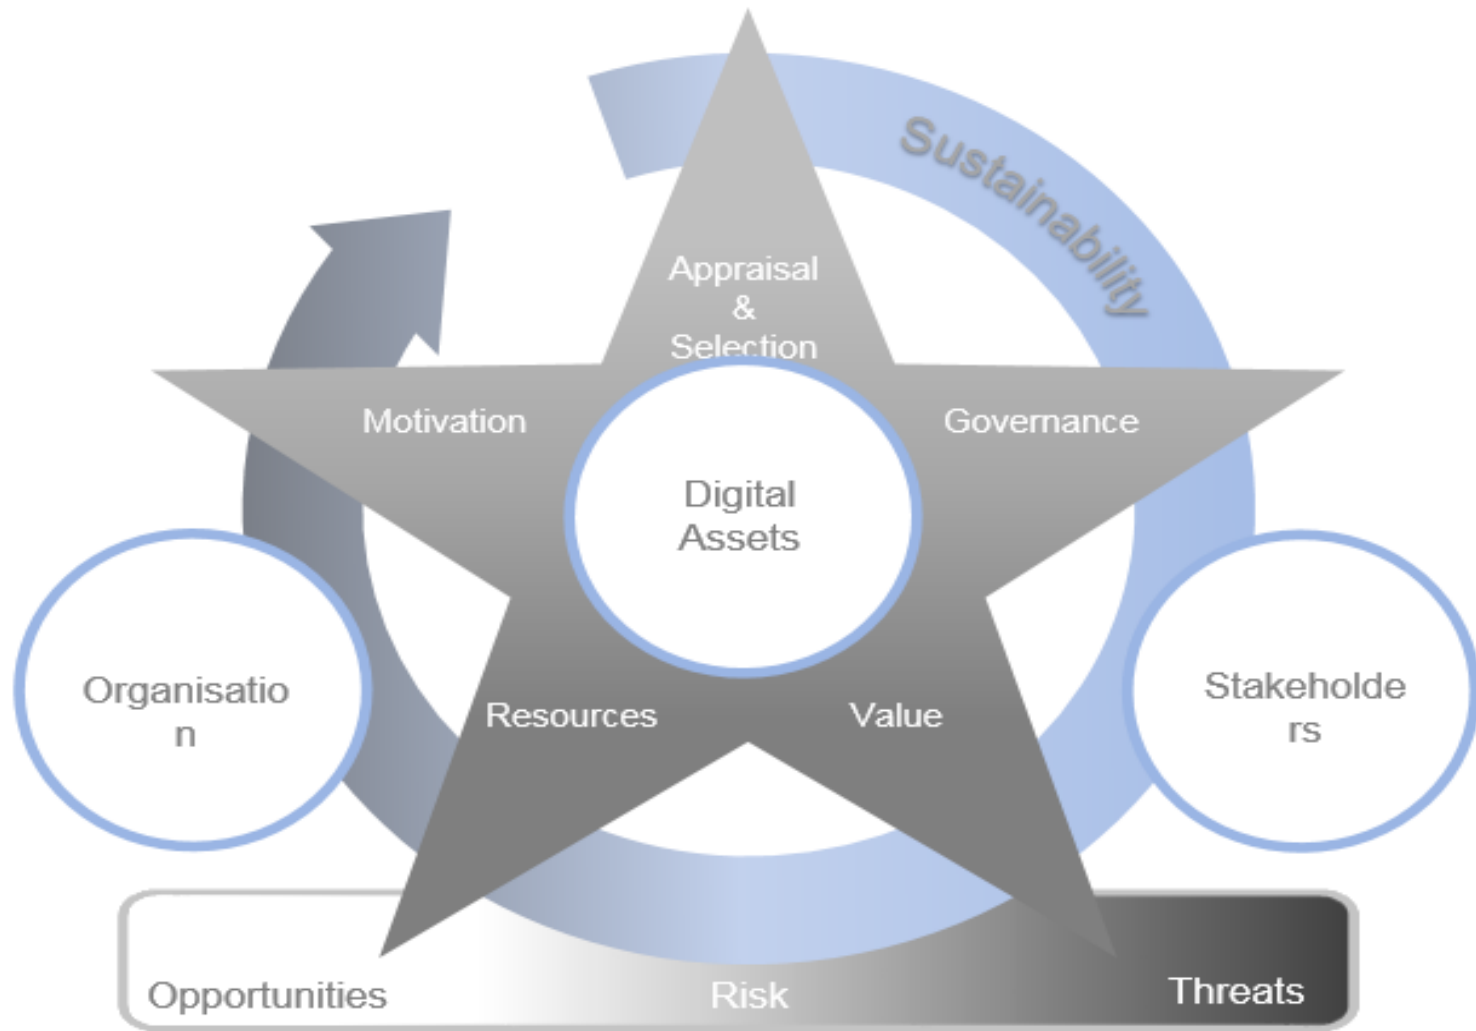 Sustainability
Appraisal
&
Selection
Motivation
Governance
Digital
Assets
Organisatio
n
Stakeholde
rs
Resources
Value
Opportunities
Risk
Threats